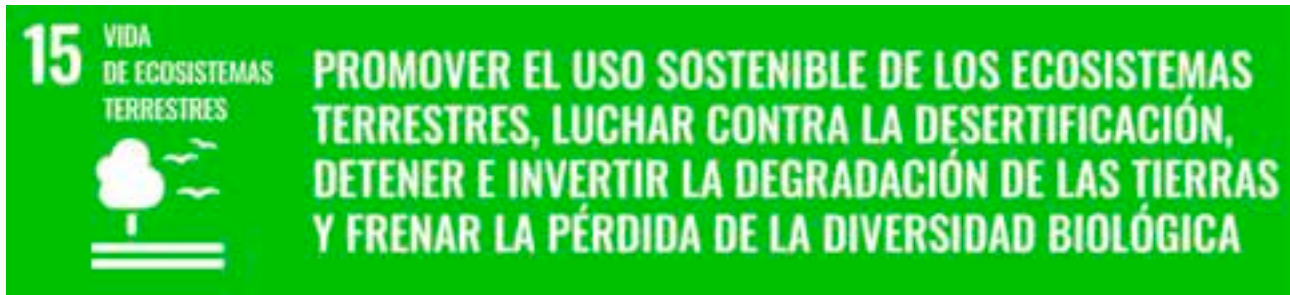 15
VIDA
DE ECOSISTEMAS
TERRESTRES
PROMOVER EL USO SOSTENIBLE DE LOS ECOSISTEMAS
TERRESTRES, LUCHAR CONTRA LA DESERTIFICACIÓN,
DETENER E INVERTIR LA DEGRADACIÓN DE LAS TIERRAS
Y FRENAR LA PÉRDIDA DE LA DIVERSIDAD BIOLÓGICA